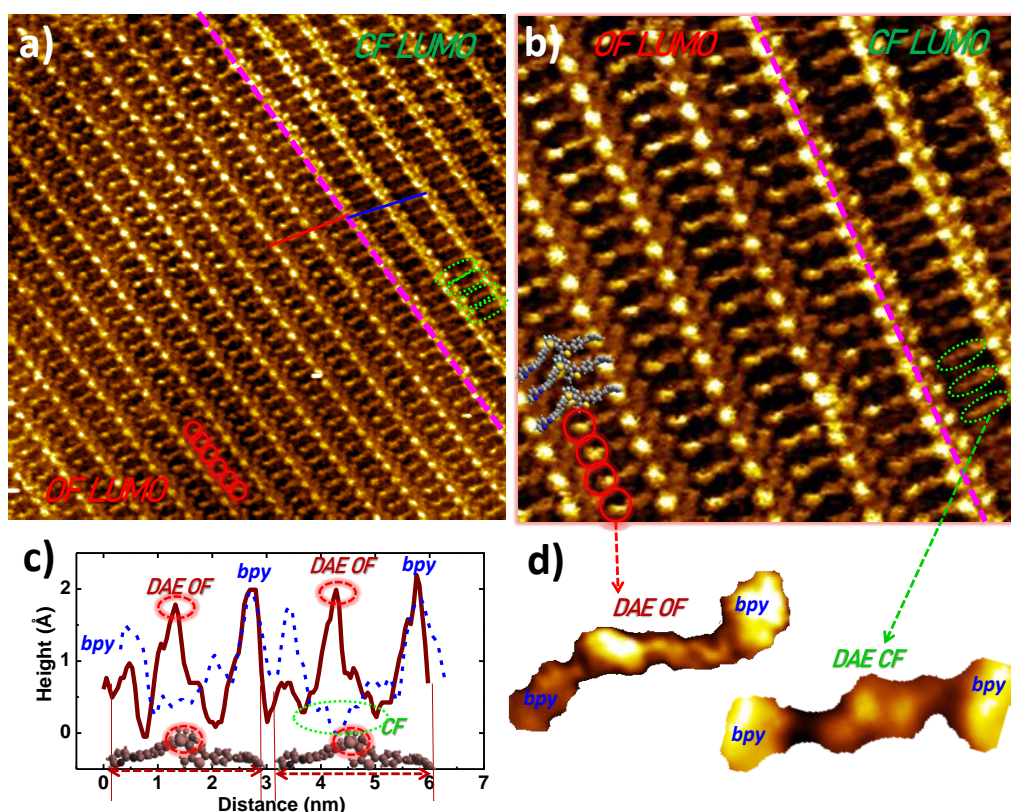 a)
CF LUMO
OF LUMO
b)
OF LUMO
CF LUMO
c)
DAE OF
DAE OF
bpy
bpy
bpy
CF
Height (Å)
2
1
0
0 1 2 3 4 5 6 7
Distance (nm)
d)
DAE OF
bpy
bpy
DAE CF
bpy
bpy